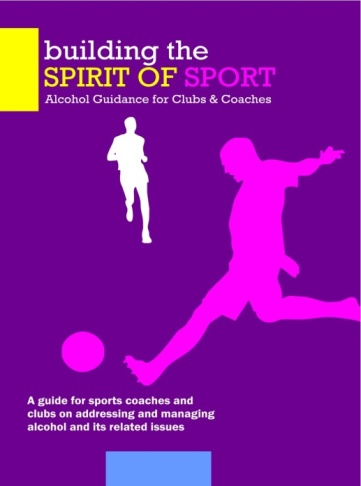 building the
SPIRIT OF SPORT
Alcohol Guidance for Clubs & Coaches
A guide for sports coaches and
clubs on addressing and managing
alcohol and its related issues